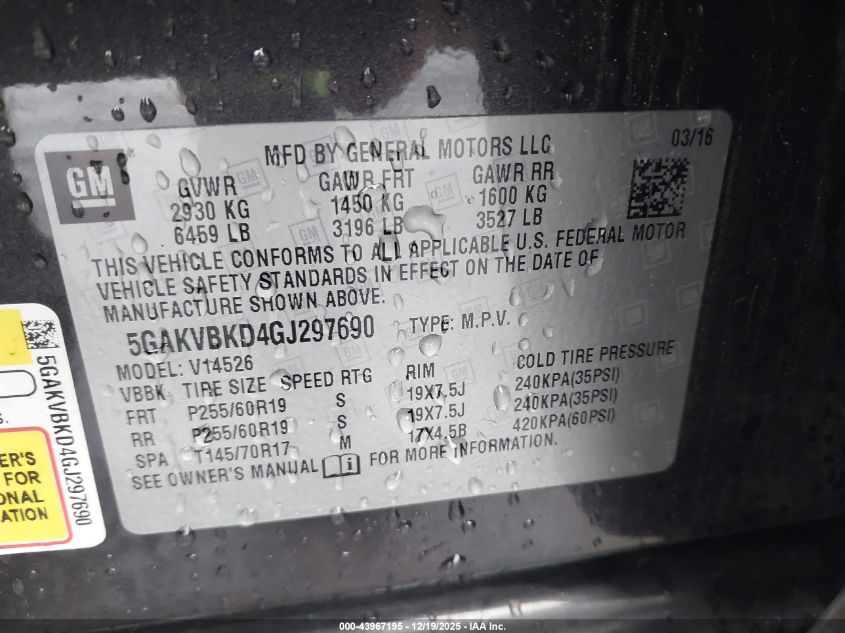 03/16
GM
MFD BY GENERAL MOTORS LLC
GVWR GAWR FRT GAWR RR
2930 KG 1450 KG 1600 KG
6459 LB 3196 LB 3527 LB
THIS VEHICLE CONFORMS TO ALL APPLICABLE U.S. FEDERAL MOTOR
VEHICLE SAFETY STANDARDS IN EFFECT ON THE DATE OF
MANUFACTURE SHOWN ABOVE.
5GAKVBKD4GJ297690 TYPE: M.P.V.
MODEL: V14526
VBBK TIRE SIZE SPEED RTG RIM COLD TIRE PRESSURE
FRT P255/60R19 S 19X7.5J 240KPA(35PSI)
RR P255/60R19 S 19X7.5J 240KPA(35PSI)
SPA T145/70R17 M 17X4.5B 420KPA(60PSI)
SEE OWNER'S MANUAL i FOR MORE INFORMATION.
5GAKVBKD4GJ297690
S.
ER'S
FOR
ONAL
ATION
000-43967195 - 12/19/2025 - IAA Inc.